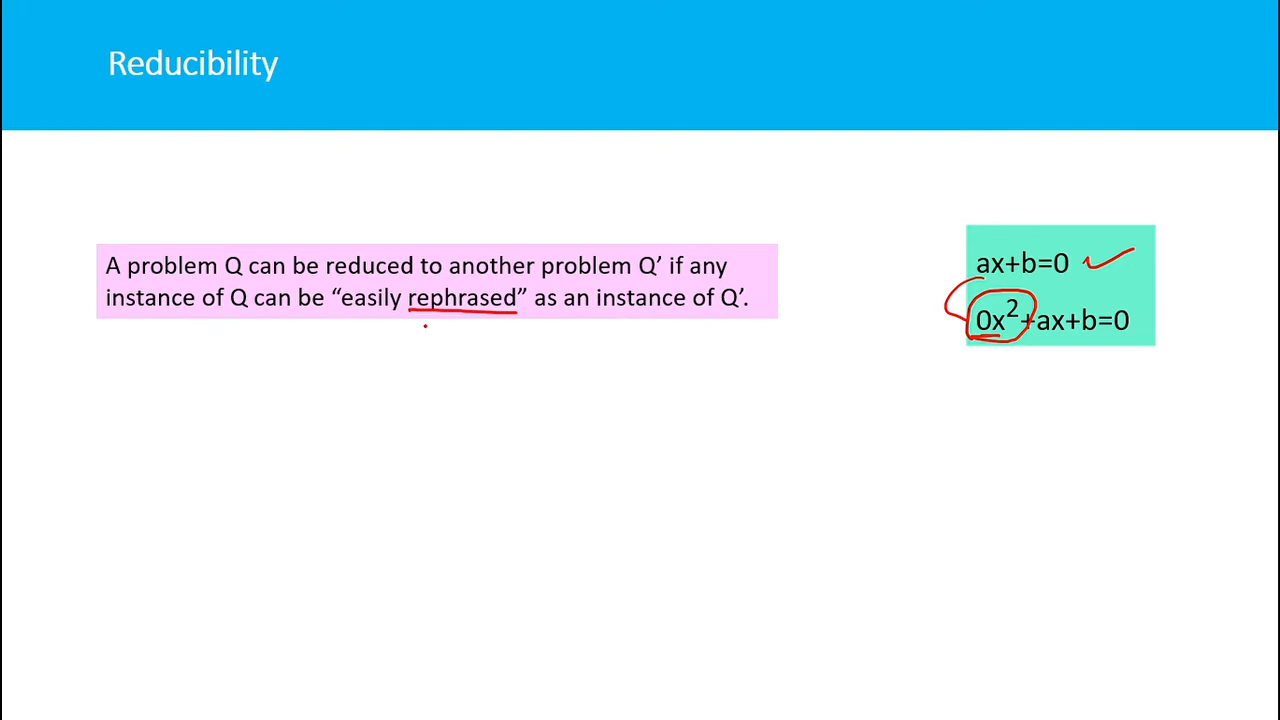 Reducibility
A problem Q can be reduced to another problem Q’ if any
instance of Q can be “easily rephrased” as an instance of Q’.
ax+b=0
0x²+ax+b=0